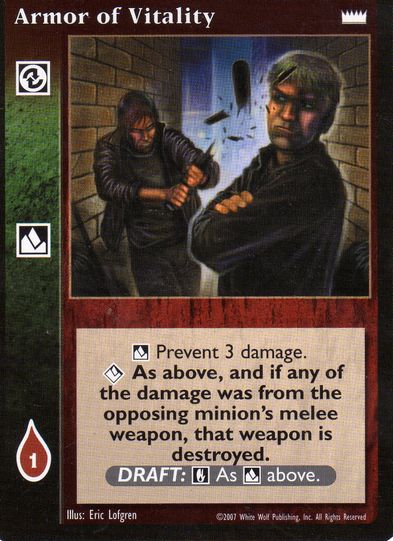 Armor of Vitality
Prevent 3 damage.
As above, and if any of
the damage was from the
opposing minion's melee
weapon, that weapon is
destroyed.
DRAFT: As above.
1
Illus: Eric Lofgren
©2007 White Wolf Publishing, Inc. All Rights Reserved